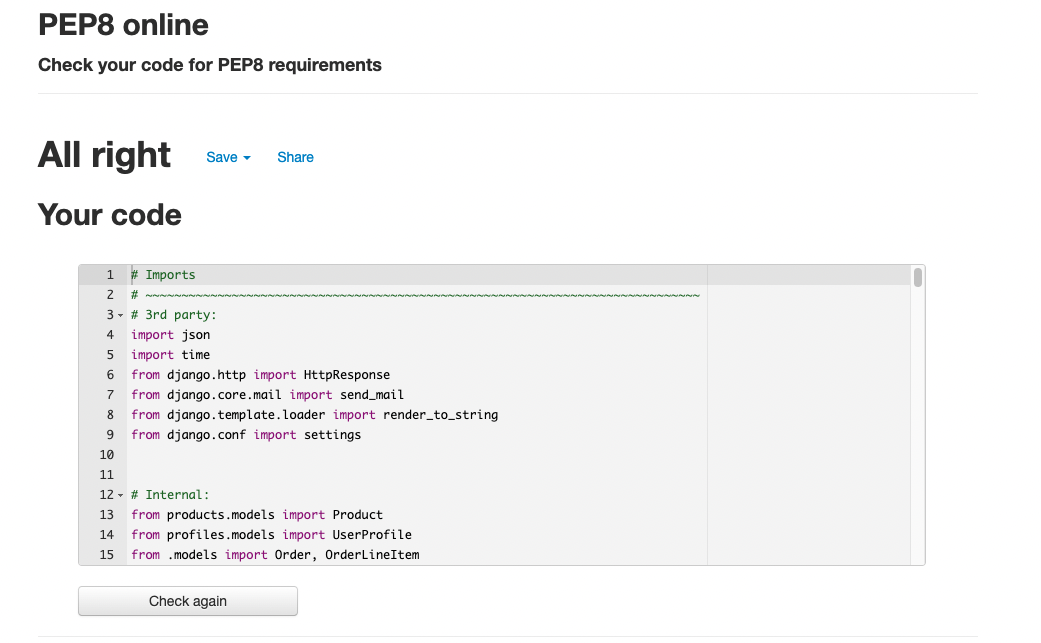 PEP8 online
Check your code for PEP8 requirements
All right Save Share
Your code
1 # Imports
2 # ~~~~~~~~~~~~~~~~~~~~~~~~~~~~~~~~~~~~~~~~~~~~~~~~~~~~~~~~~~~~~~~~~~~~~~~~~~~~~
3 # 3rd party:
4 import json
5 import time
6 from django.http import HttpResponse
7 from django.core.mail import send_mail
8 from django.template.loader import render_to_string
9 from django.conf import settings
10
11
12 # Internal:
13 from products.models import Product
14 from profiles.models import UserProfile
15 from .models import Order, OrderLineItem
Check again